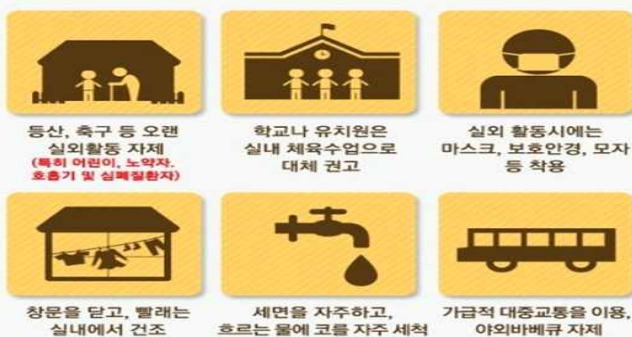 등산, 축구 등 오랜
실외활동 자제
(특히 어린이, 노약자.
호흡기 및 심폐질환자)
학교나 유치원은
실내 체육수업으로
대체 권고
실외 활동시에는
마스크, 보호안경, 모자
등 착용
창문을 닫고, 빨래는
실내에서 건조
세면을 자주하고,
흐르는 물에 코를 자주 세척
가급적 대중교통을 이용,
야외바베큐 자제